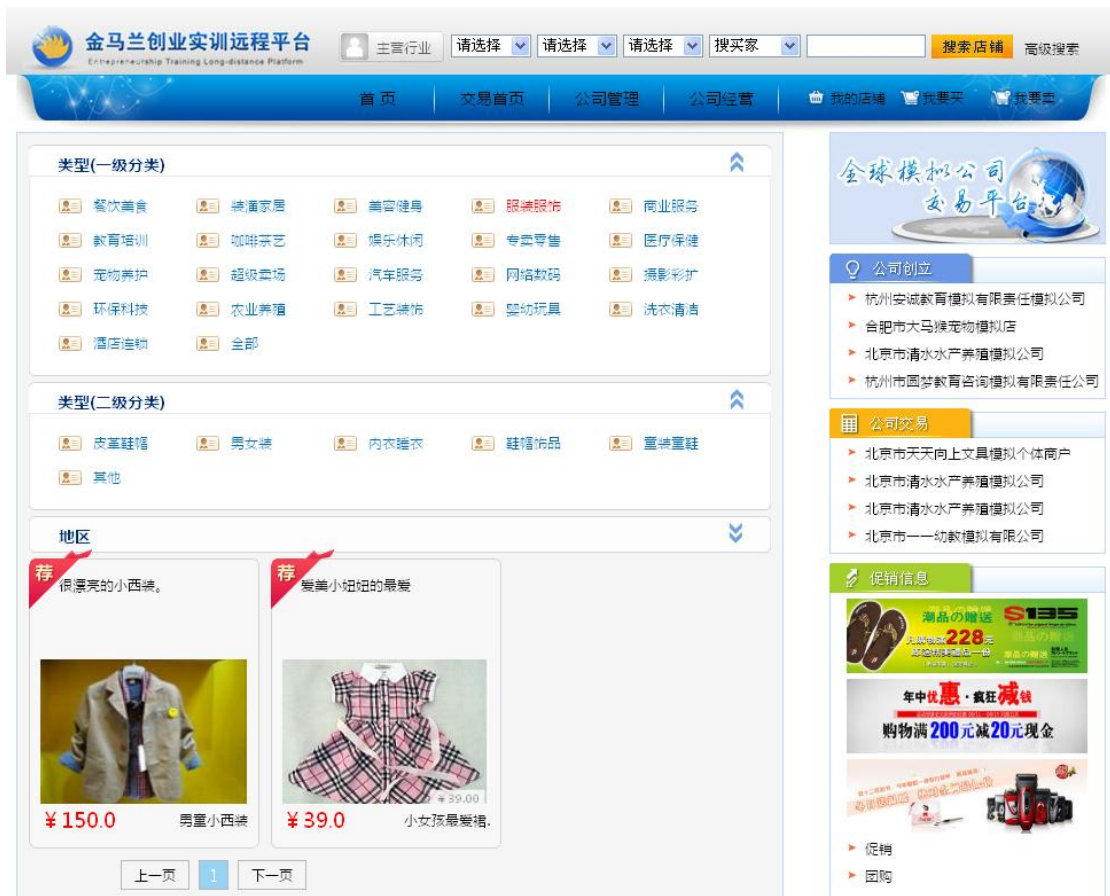 金马兰创业实训远程平台
Entrepreneurship Training Long-distance Platform
主营行业 请选择 请选择 请选择 搜买家 搜索店铺 高级搜索
首页 交易首页 公司管理 公司经营 我的店铺 我要买 我要卖
类型(一级分类)
餐饮美食 装潢家居 美容健身 服装服饰 商业服务
教育培训 咖啡茶艺 娱乐休闲 专卖零售 医疗保健
宠物养护 超级卖场 汽车服务 网络数码 摄影彩扩
环保科技 农业养殖 工艺装饰 婴幼玩具 洗衣清洁
酒店连锁 全部
类型(二级分类)
皮革鞋帽 男女装 内衣睡衣 鞋帽饰品 童装童鞋
其他
地区
荐 很漂亮的小西装。
荐 爱美小妞妞的最爱
¥39.00
¥150.0 男童小西装
¥39.0 小女孩最爱裙.
上一页 1 下一页
全球模拟公司
交易平台
公司创立
杭州安诚教育模拟有限责任模拟公司
合肥市大马猴宠物模拟店
北京市清水水产养殖模拟公司
杭州市圆梦教育咨询模拟有限责任公司
公司交易
北京市天天向上文具模拟个体商户
北京市清水水产养殖模拟公司
北京市清水水产养殖模拟公司
北京市一一幼教模拟有限公司
促销信息
潮品の赠送 S135
228元
年中优惠·疯狂减钱
购物满200元减20元现金
促销
团购